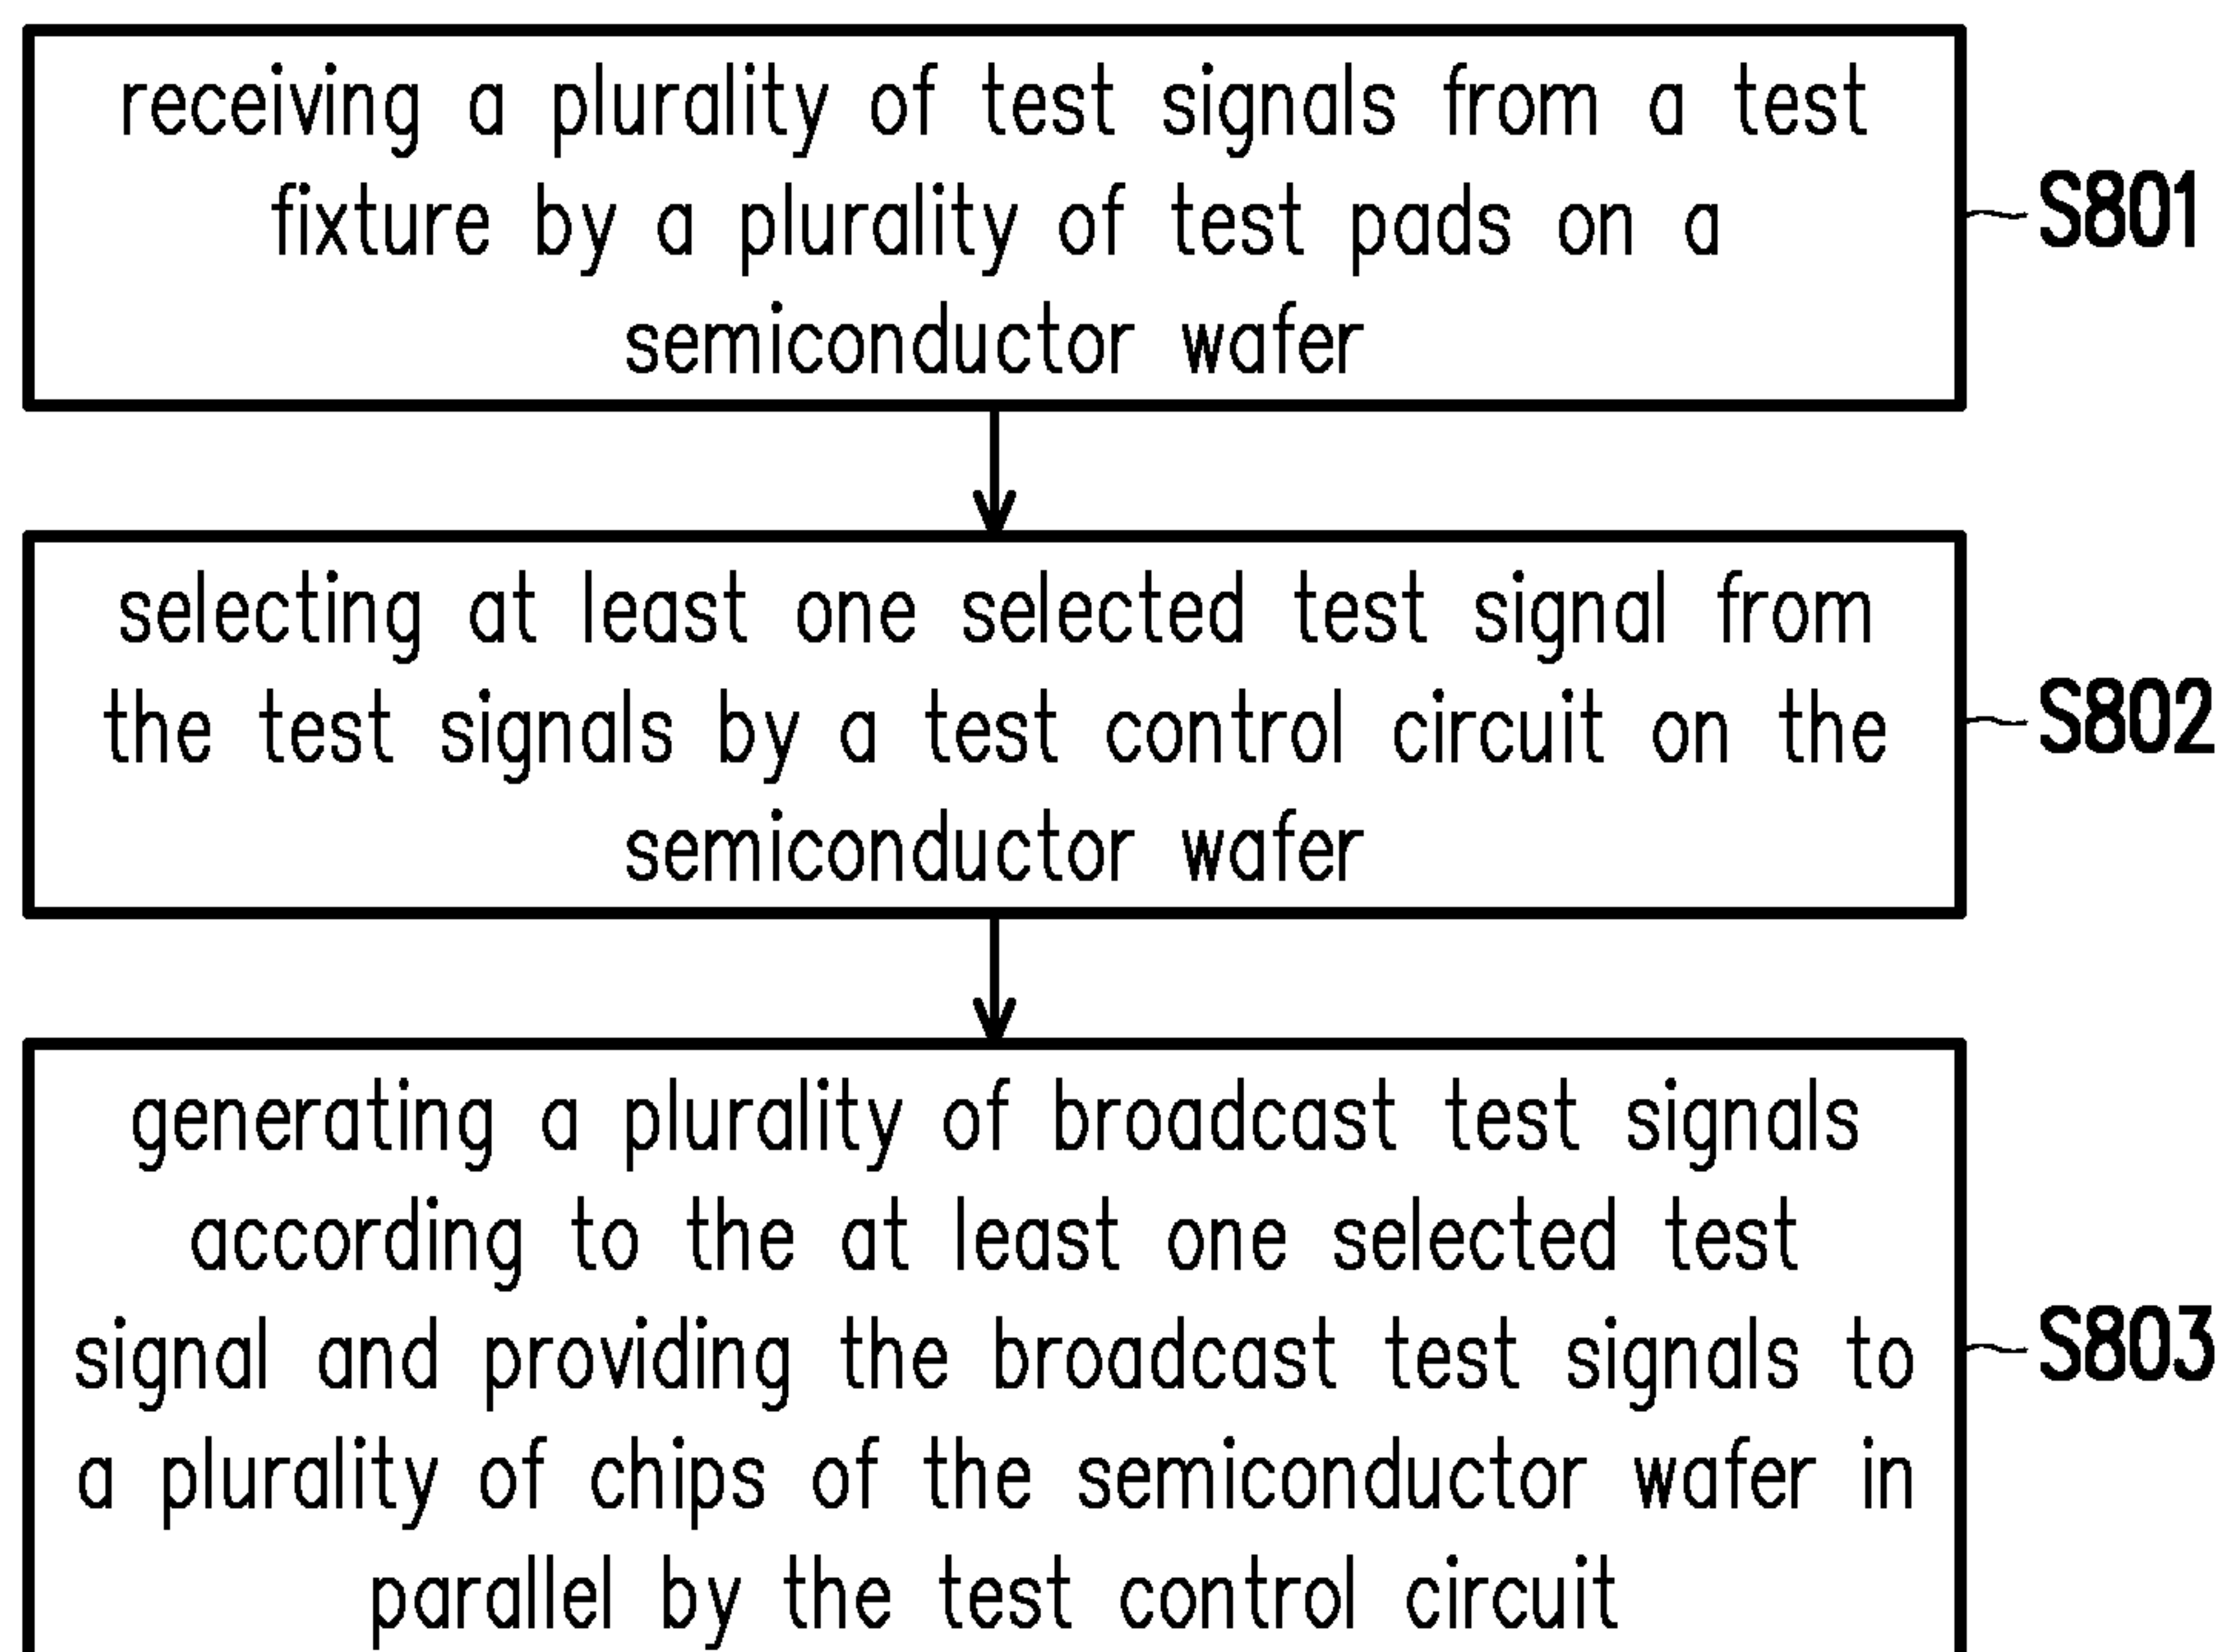 receiving a plurality of test signals from a test
fixture by a plurality of test pads on a
semiconductor wafer
S801
selecting at least one selected test signal from
the test signals by a test control circuit on the
semiconductor wafer
S802
generating a plurality of broadcast test signals
according to the at least one selected test
signal and providing the broadcast test signals to
a plurality of chips of the semiconductor wafer in
parallel by the test control circuit
S803